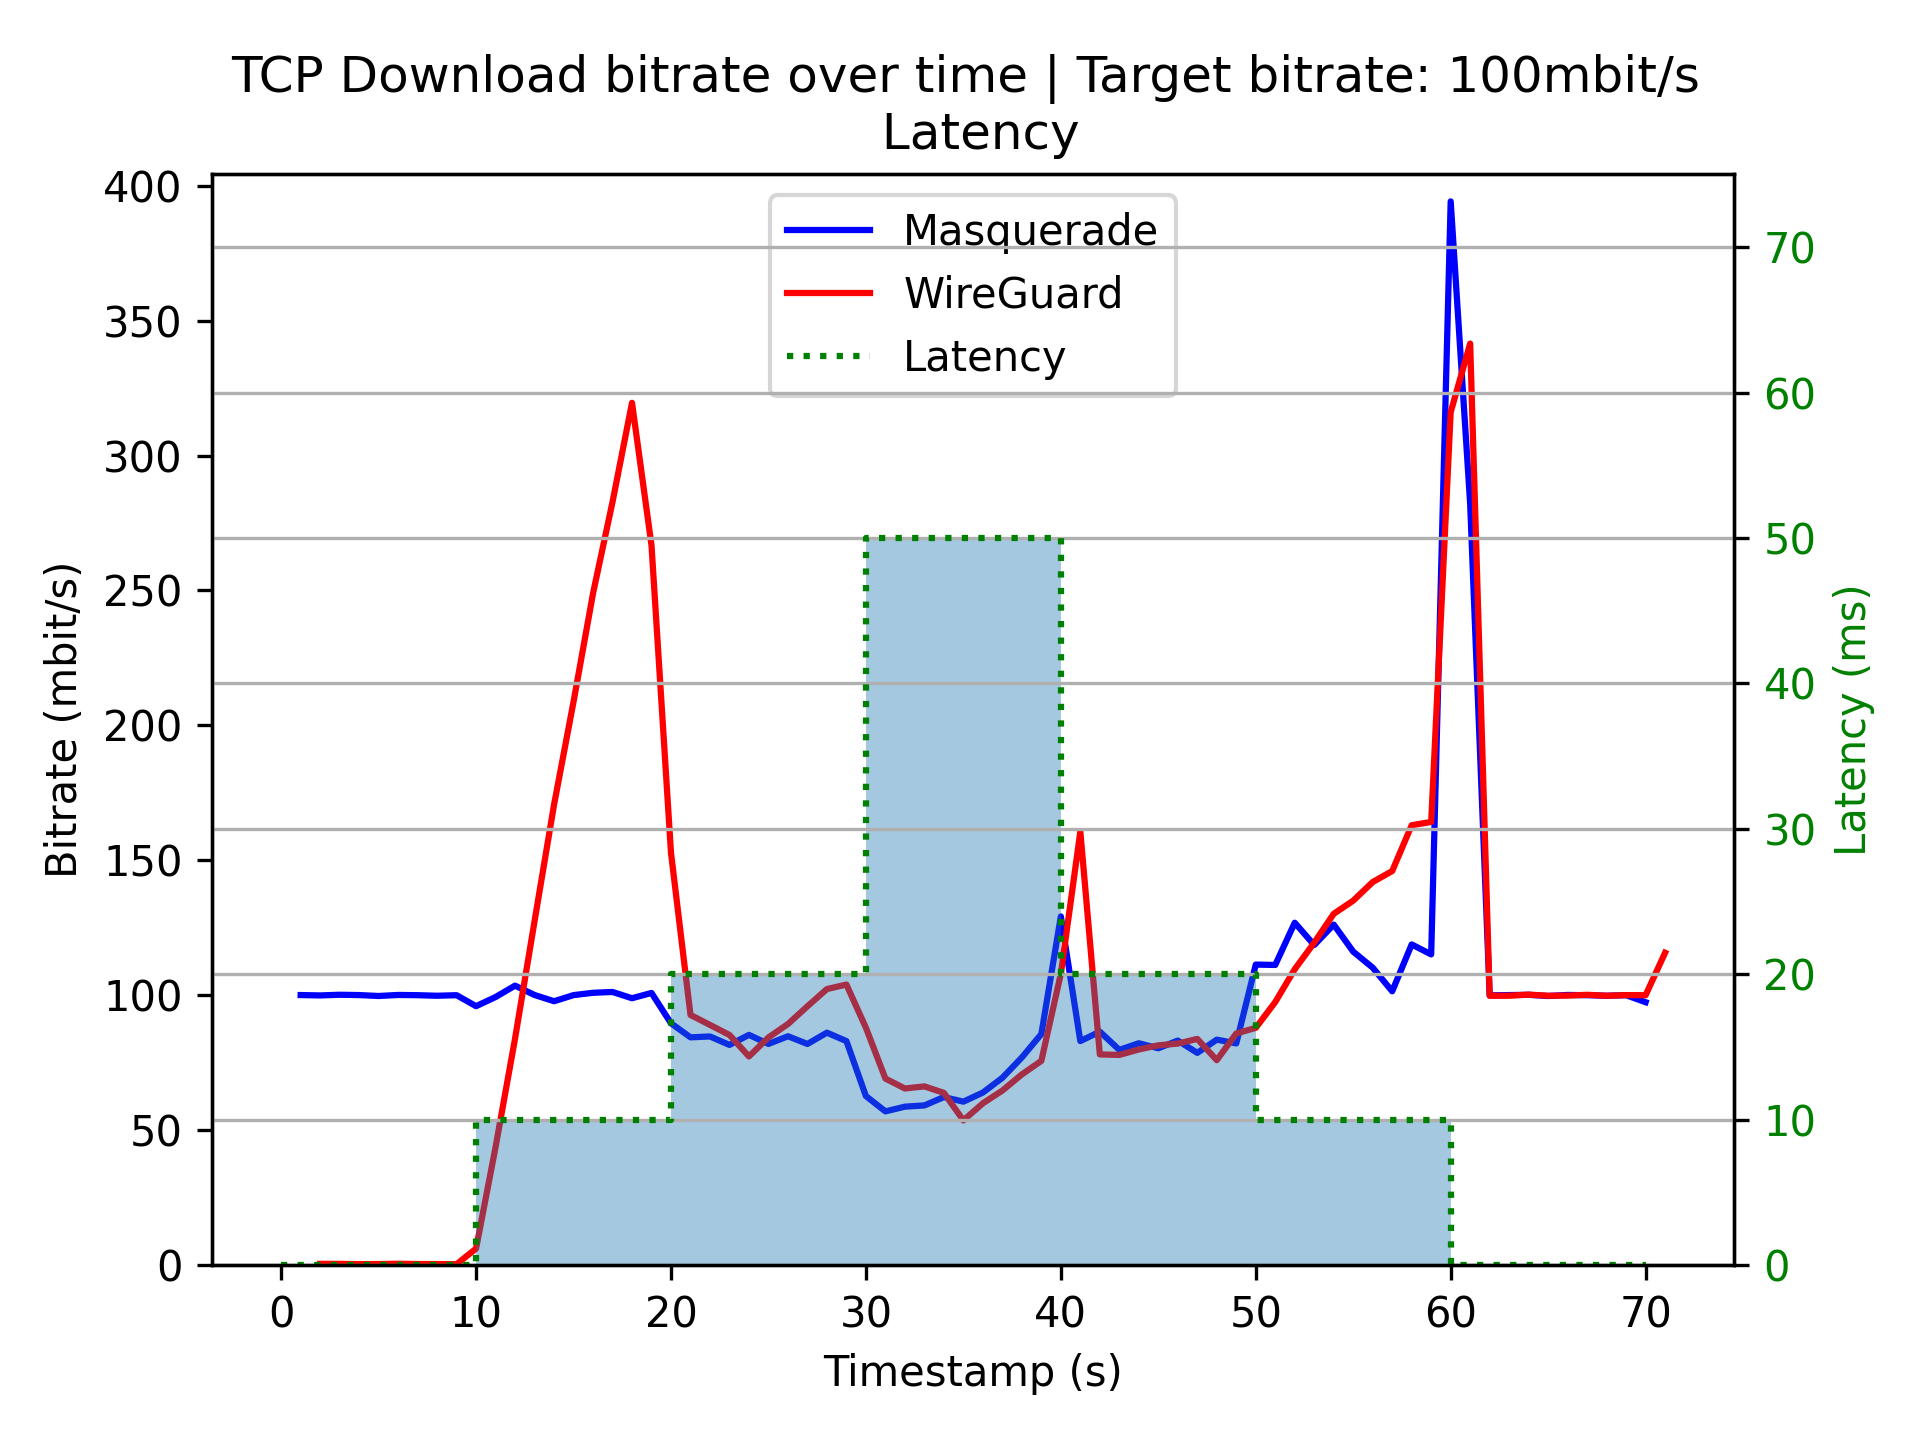 TCP Download bitrate over time | Target bitrate: 100mbit/s
Latency
Masquerade
WireGuard
Latency
Bitrate (mbit/s)
400
350
300
250
200
150
100
50
0
70
60
50
40
30
20
10
0
Latency (ms)
0 10 20 30 40 50 60 70
Timestamp (s)